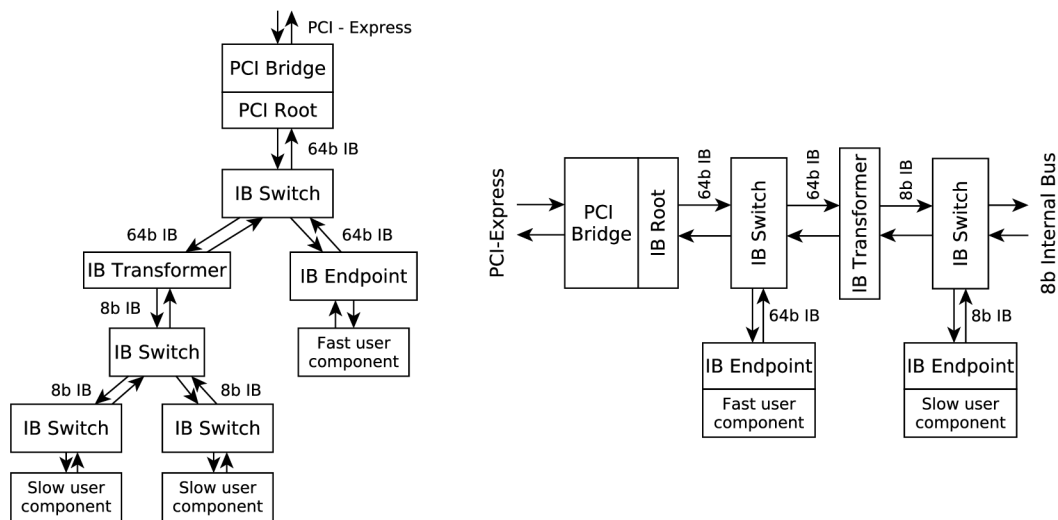 PCI - Express
PCI Bridge
PCI Root
64b IB
IB Switch
64b IB
64b IB
IB Transformer
IB Endpoint
8b IB
Fast user
component
IB Switch
8b IB
8b IB
IB Switch
IB Switch
Slow user
component
Slow user
component
PCI-Express
PCI
Bridge
IB Root
64b IB
IB Switch
64b IB
IB Transformer
8b IB
IB Switch
8b Internal Bus
64b IB
8b IB
IB Endpoint
Fast user
component
IB Endpoint
Slow user
component